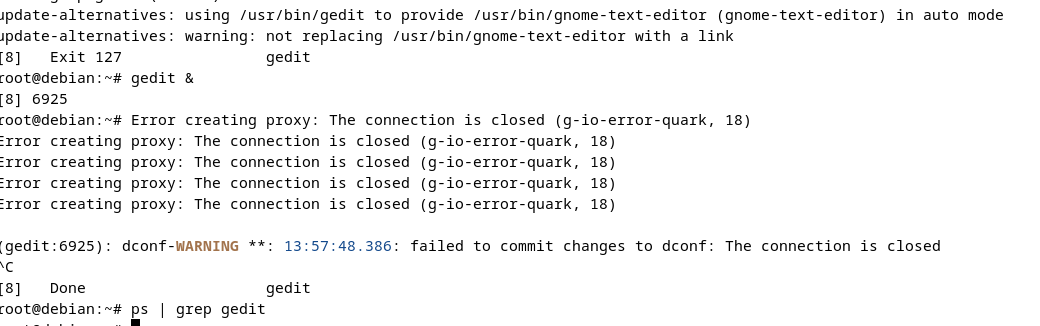 update-alternatives: using /usr/bin/gedit to provide /usr/bin/gnome-text-editor (gnome-text-editor) in auto mode
update-alternatives: warning: not replacing /usr/bin/gnome-text-editor with a link
[8]   Exit 127                gedit
root@debian:~# gedit &
[8] 6925
root@debian:~# Error creating proxy: The connection is closed (g-io-error-quark, 18)
Error creating proxy: The connection is closed (g-io-error-quark, 18)
Error creating proxy: The connection is closed (g-io-error-quark, 18)
Error creating proxy: The connection is closed (g-io-error-quark, 18)
Error creating proxy: The connection is closed (g-io-error-quark, 18)

(gedit:6925): dconf-WARNING **: 13:57:48.386: failed to commit changes to dconf: The connection is closed
^C
[8]   Done                    gedit
root@debian:~# ps | grep gedit